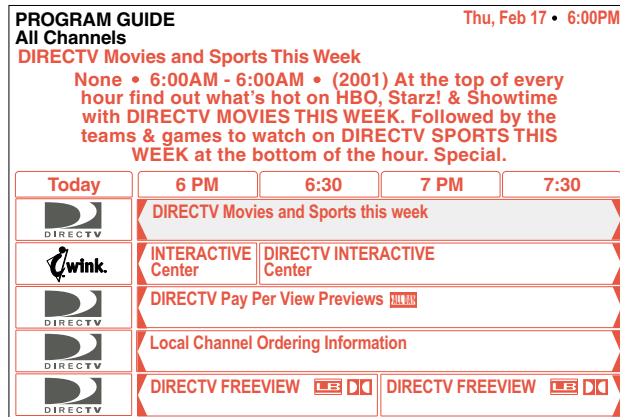 PROGRAM GUIDE
Thu, Feb 17 • 6:00PM
All Channels
DIRECTV Movies and Sports This Week
None • 6:00AM - 6:00AM • (2001) At the top of every
hour find out what's hot on HBO, Starz! & Showtime
with DIRECTV MOVIES THIS WEEK. Followed by the
teams & games to watch on DIRECTV SPORTS THIS
WEEK at the bottom of the hour. Special.
Today 6 PM 6:30 7 PM 7:30
DIRECTV
DIRECTV Movies and Sports this week
wink.
INTERACTIVE
Center
DIRECTV INTERACTIVE
Center
DIRECTV
DIRECTV Pay Per View Previews ALL DAY
DIRECTV
Local Channel Ordering Information
DIRECTV
DIRECTV FREEVIEW LB DIRECTV FREEVIEW LB